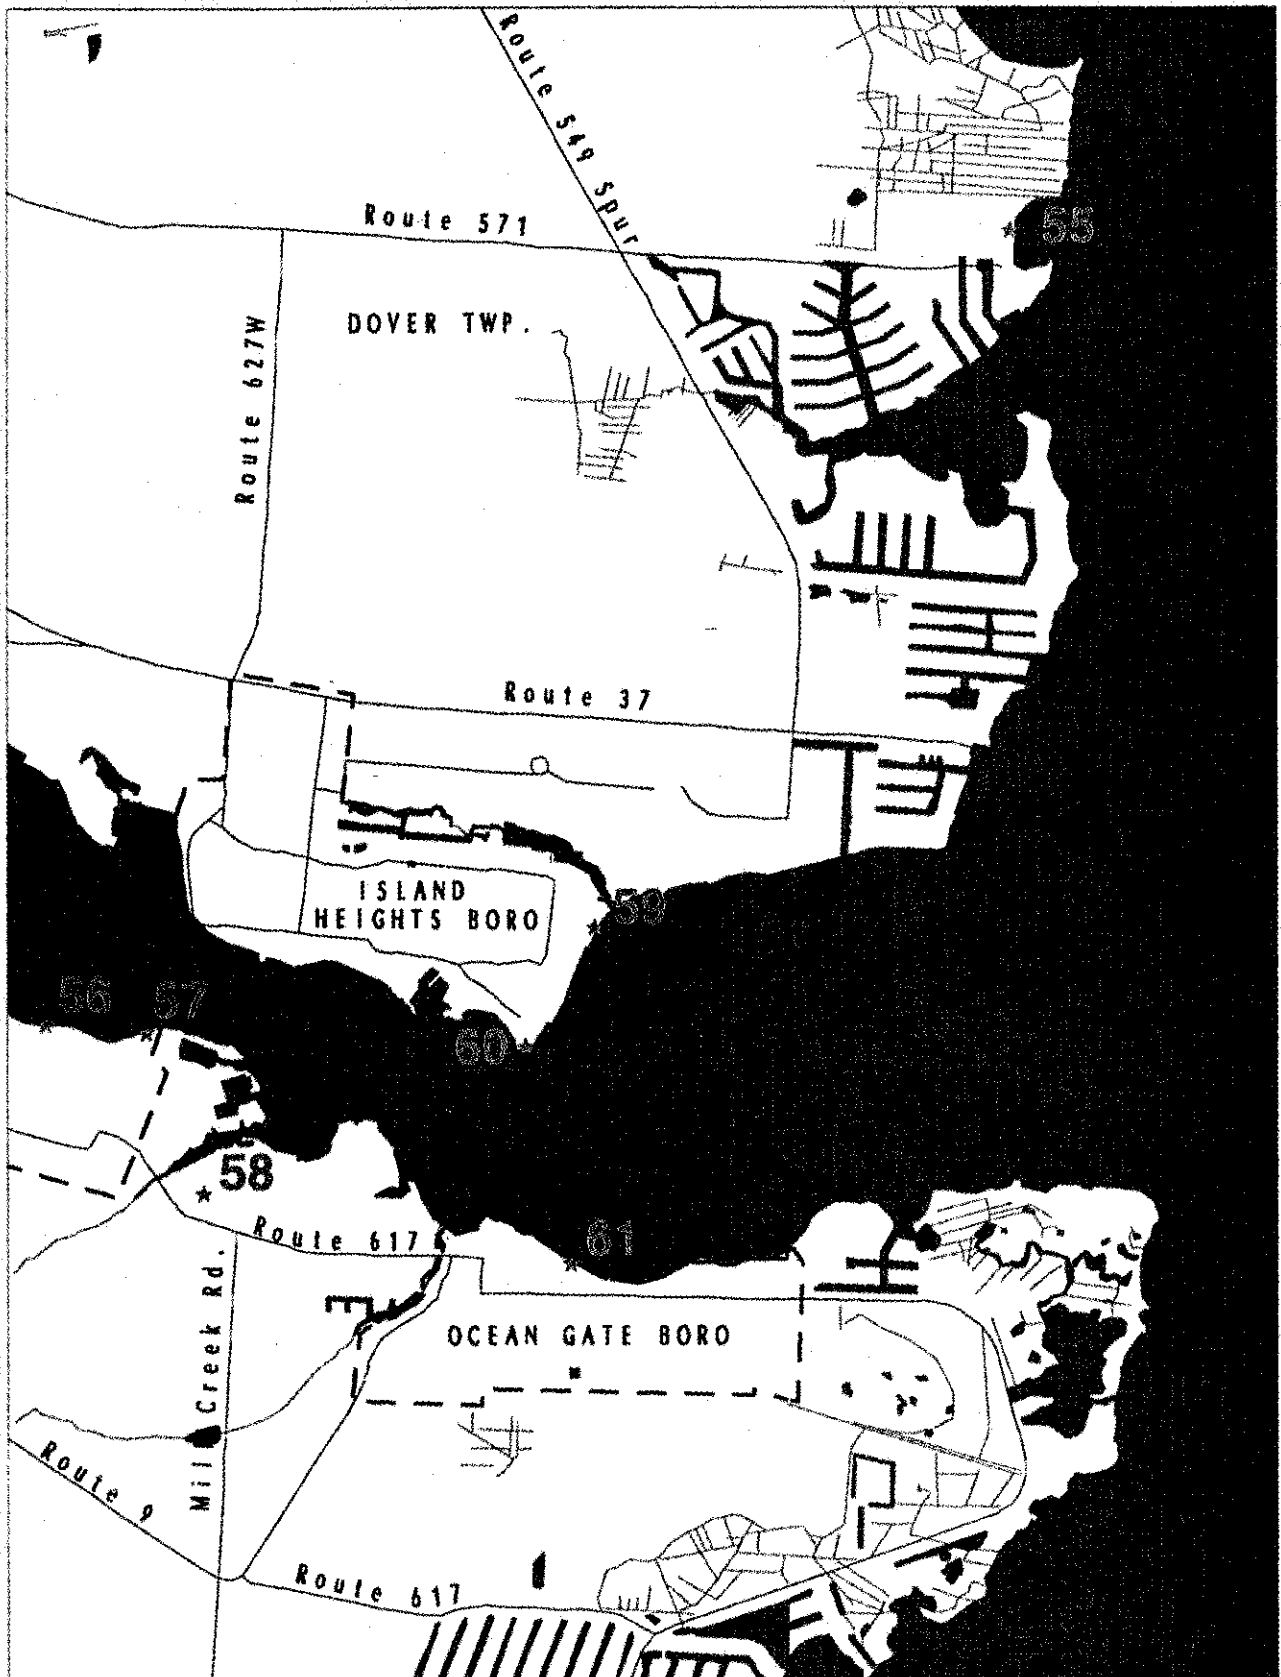 Route 549 Spur
55
Route 571
DOVER TWP.
Route 627W
Route 37
ISLAND
HEIGHTS BORO
59
56
57
60
58
61
Route 617
OCEAN GATE BORO
Mill Creek Rd.
Route 9
Route 617